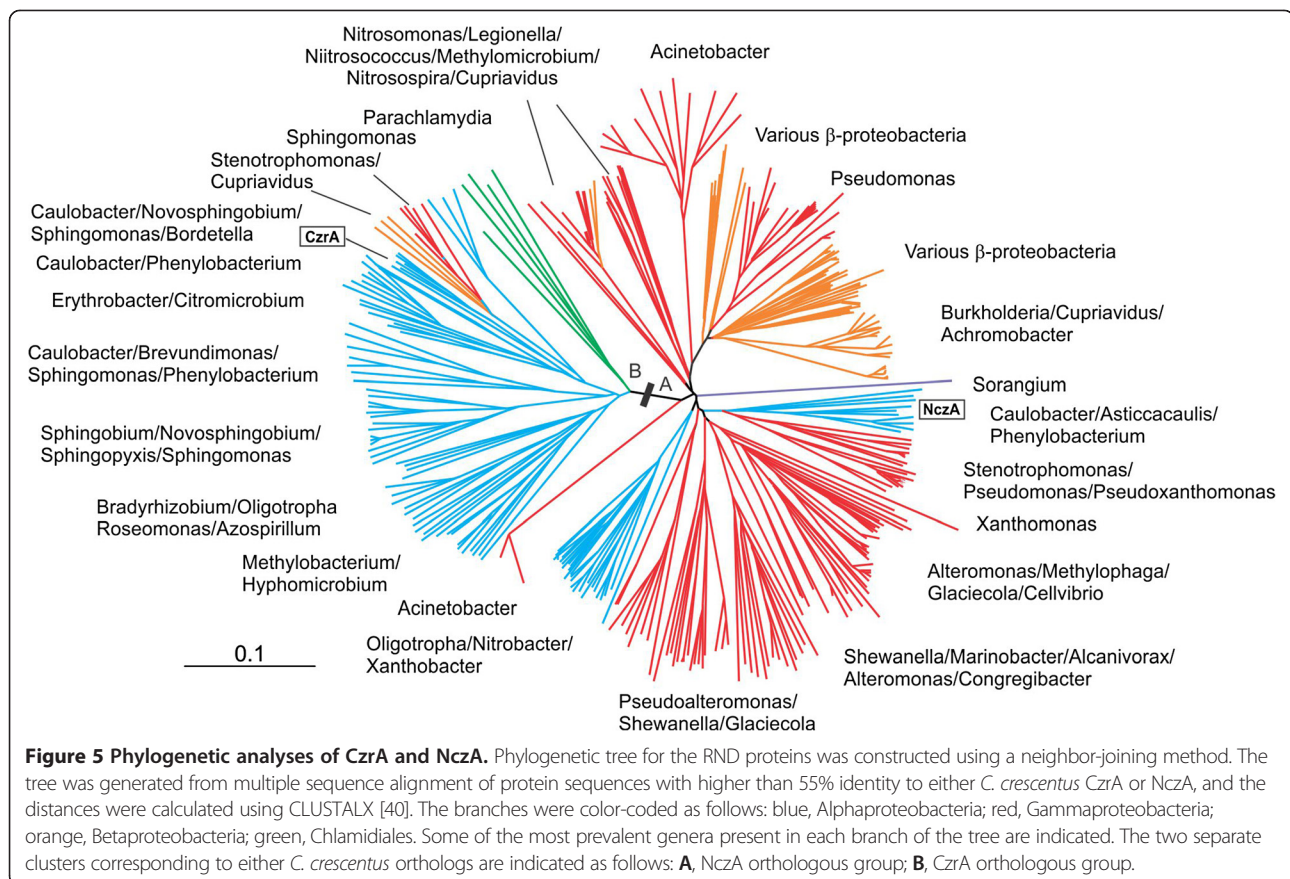 Nitrosomonas/Legionella/
Niitrosococcus/Methylomicrobium/
Nitrosospira/Cupriavidus
Acinetobacter
Parachlamydia
Sphingomonas
Stenotrophomonas/
Cupriavidus
Various β-proteobacteria
Pseudomonas
Caulobacter/Novosphingobium/
Sphingomonas/Bordetella
CzrA
Caulobacter/Phenylobacterium
Various β-proteobacteria
Erythrobacter/Citromicrobium
Burkholderia/Cupriavidus/
Achromobacter
Caulobacter/Brevundimonas/
Sphingomonas/Phenylobacterium
B
A
Sorangium
NczA
Caulobacter/Asticcacaulis/
Phenylobacterium
Sphingobium/Novosphingobium/
Sphingopyxis/Sphingomonas
Stenotrophomonas/
Pseudomonas/Pseudoxanthomonas
Bradyrhizobium/Oligotropha
Roseomonas/Azospirillum
Xanthomonas
Methylobacterium/
Hyphomicrobium
Alteromonas/Methylophaga/
Glaciecola/Cellvibrio
Acinetobacter
Oligotropha/Nitrobacter/
Xanthobacter
0.1
Shewanella/Marinobacter/Alcanivorax/
Alteromonas/Congregibacter
Pseudoalteromonas/
Shewanella/Glaciecola
Figure 5 Phylogenetic analyses of CzrA and NczA. Phylogenetic tree for the RND proteins was constructed using a neighbor-joining method. The
tree was generated from multiple sequence alignment of protein sequences with higher than 55% identity to either C. crescentus CzrA or NczA, and the
distances were calculated using CLUSTALX [40]. The branches were color-coded as follows: blue, Alphaproteobacteria; red, Gammaproteobacteria;
orange, Betaproteobacteria; green, Chlamidiales. Some of the most prevalent genera present in each branch of the tree are indicated. The two separate
clusters corresponding to either C. crescentus orthologs are indicated as follows: A, NczA orthologous group; B, CzrA orthologous group.